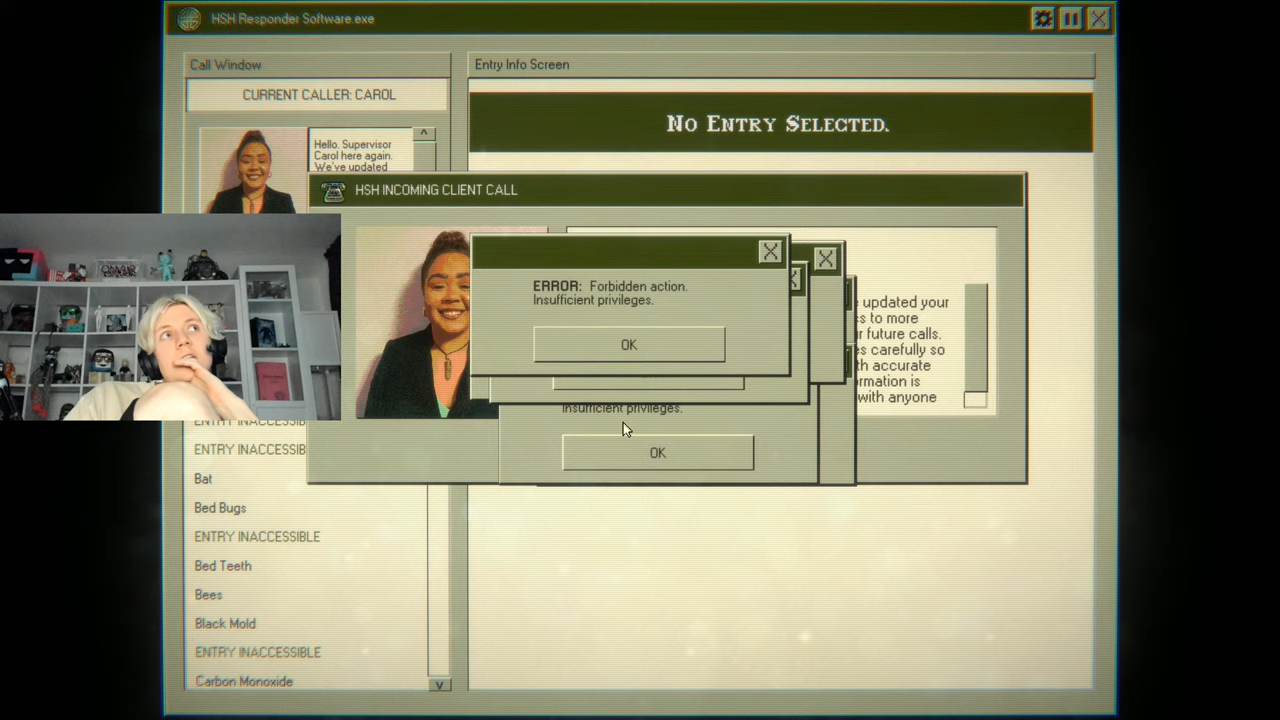 HSH Responder Software.exe
Call Window
CURRENT CALLER: CAROL
Hello. Supervisor
Carol here again.
We've updated
Entry Info Screen
NO ENTRY SELECTED.
HSH INCOMING CLIENT CALL
ERROR: Forbidden action.
Insufficient privileges.
OK
Insufficient privileges.
OK
updated your
to more
future calls.
carefully so
accurate
is
with anyone
ENTRY
ENTRY INACCESSIB
Bat
Bed Bugs
ENTRY INACCESSIBLE
Bed Teeth
Bees
Black Mold
ENTRY INACCESSIBLE
Carbon Monoxide